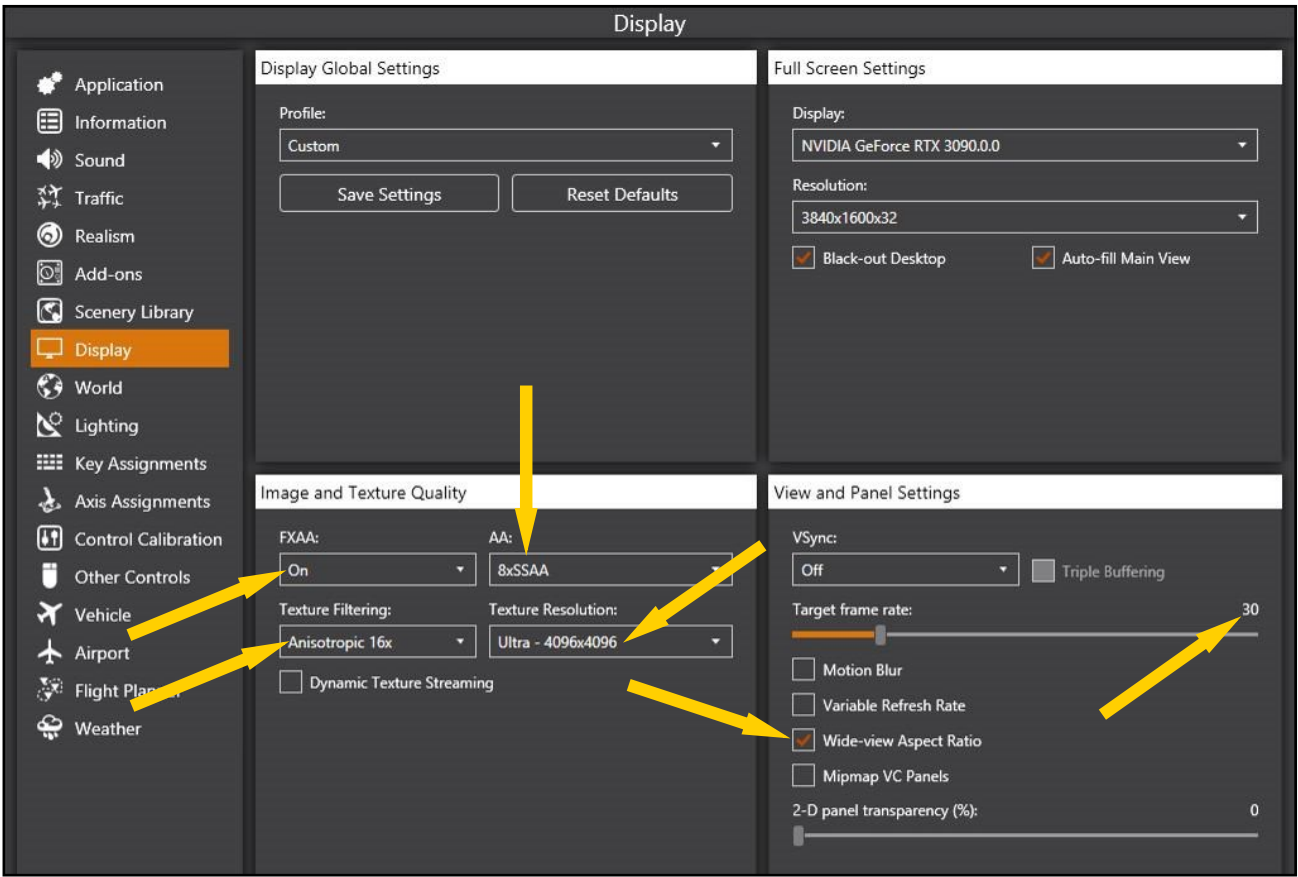 Display
Application
Information
Sound
Traffic
Realism
Add-ons
Scenery Library
Display
World
Lighting
Key Assignments
Axis Assignments
Control Calibration
Other Controls
Vehicle
Airport
Flight
Weather
Display Global Settings
Profile:
Custom
Save Settings Reset Defaults
Full Screen Settings
Display:
NVIDIA GeForce RTX 3090.0.0
Resolution:
3840x1600x32
Black-out Desktop Auto-fill Main View
Image and Texture Quality
FXAA: AA:
On 8xSSAA
Texture Filtering: Texture Resolution:
Anisotropic 16x Ultra - 4096x4096
Dynamic Texture Streaming
View and Panel Settings
VSync:
Off Triple Buffering
Target frame rate: 30
Motion Blur
Variable Refresh Rate
Wide-view Aspect Ratio
Mipmap VC Panels
2-D panel transparency (%): 0